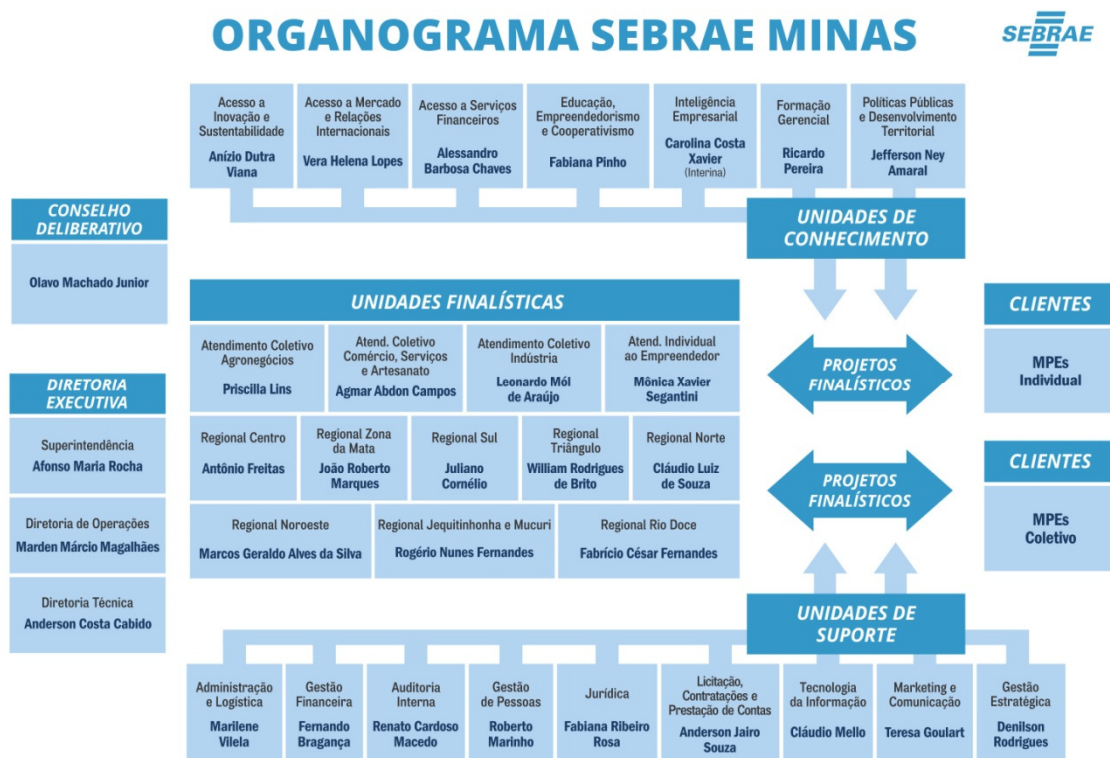 ORGANOGRAMA SEBRAE MINAS
SEBRAE
Acesso a
Inovação e
Sustentabilidade
Anízio Dutra
Viana
Acesso a Mercado
e Relações
Internacionais
Vera Helena Lopes
Acesso a Serviços
Financeiros
Alessandro
Barbosa Chaves
Educação,
Empreendedorismo
e Cooperativismo
Fabiana Pinho
Inteligência
Empresarial
Carolina Costa
Xavier
(Interina)
Formação
Gerencial
Ricardo
Pereira
Políticas Públicas
e Desenvolvimento
Territorial
Jefferson Ney
Amaral
UNIDADES DE
CONHECIMENTO
CONSELHO
DELIBERATIVO
Olavo Machado Junior
DIRETORIA
EXECUTIVA
Superintendência
Afonso Maria Rocha
Diretoria de Operações
Marden Márcio Magalhães
Diretoria Técnica
Anderson Costa Cabido
UNIDADES FINALÍSTICAS
Atendimento Coletivo
Agronegócios
Priscilla Lins
Atend. Coletivo
Comércio, Serviços
e Artesanato
Agmar Abdon Campos
Atendimento Coletivo
Indústria
Leonardo Mól
de Araújo
Atend. Individual
ao Empreendedor
Mônica Xavier
Segantini
Regional Centro
Antônio Freitas
Regional Zona
da Mata
João Roberto
Marques
Regional Sul
Juliano
Cornélio
Regional
Triângulo
William Rodrigues
de Brito
Regional Norte
Cláudio Luiz
de Souza
Regional Noroeste
Marcos Geraldo Alves da Silva
Regional Jequitinhonha e Mucuri
Rogério Nunes Fernandes
Regional Rio Doce
Fabrício César Fernandes
PROJETOS
FINALÍSTICOS
PROJETOS
FINALÍSTICOS
CLIENTES
MPEs
Individual
CLIENTES
MPEs
Coletivo
UNIDADES DE
SUPORTE
Administração
e Logística
Marilene
Vilela
Gestão
Financeira
Fernando
Bragança
Auditoria
Interna
Renato Cardoso
Macedo
Gestão
de Pessoas
Roberto
Marinho
Jurídica
Fabiana Ribeiro
Rosa
Licitação,
Contratações e
Prestação de Contas
Anderson Jairo
Souza
Tecnologia
da Informação
Cláudio Mello
Marketing e
Comunicação
Teresa Goulart
Gestão
Estratégica
Denilson
Rodrigues